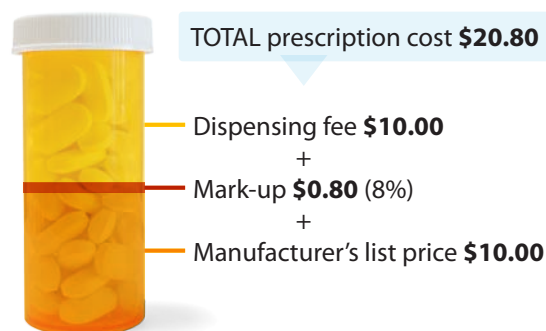 TOTAL prescription cost $20.80
Dispensing fee $10.00
+
Mark-up $0.80 (8%)
+
Manufacturer’s list price $10.00